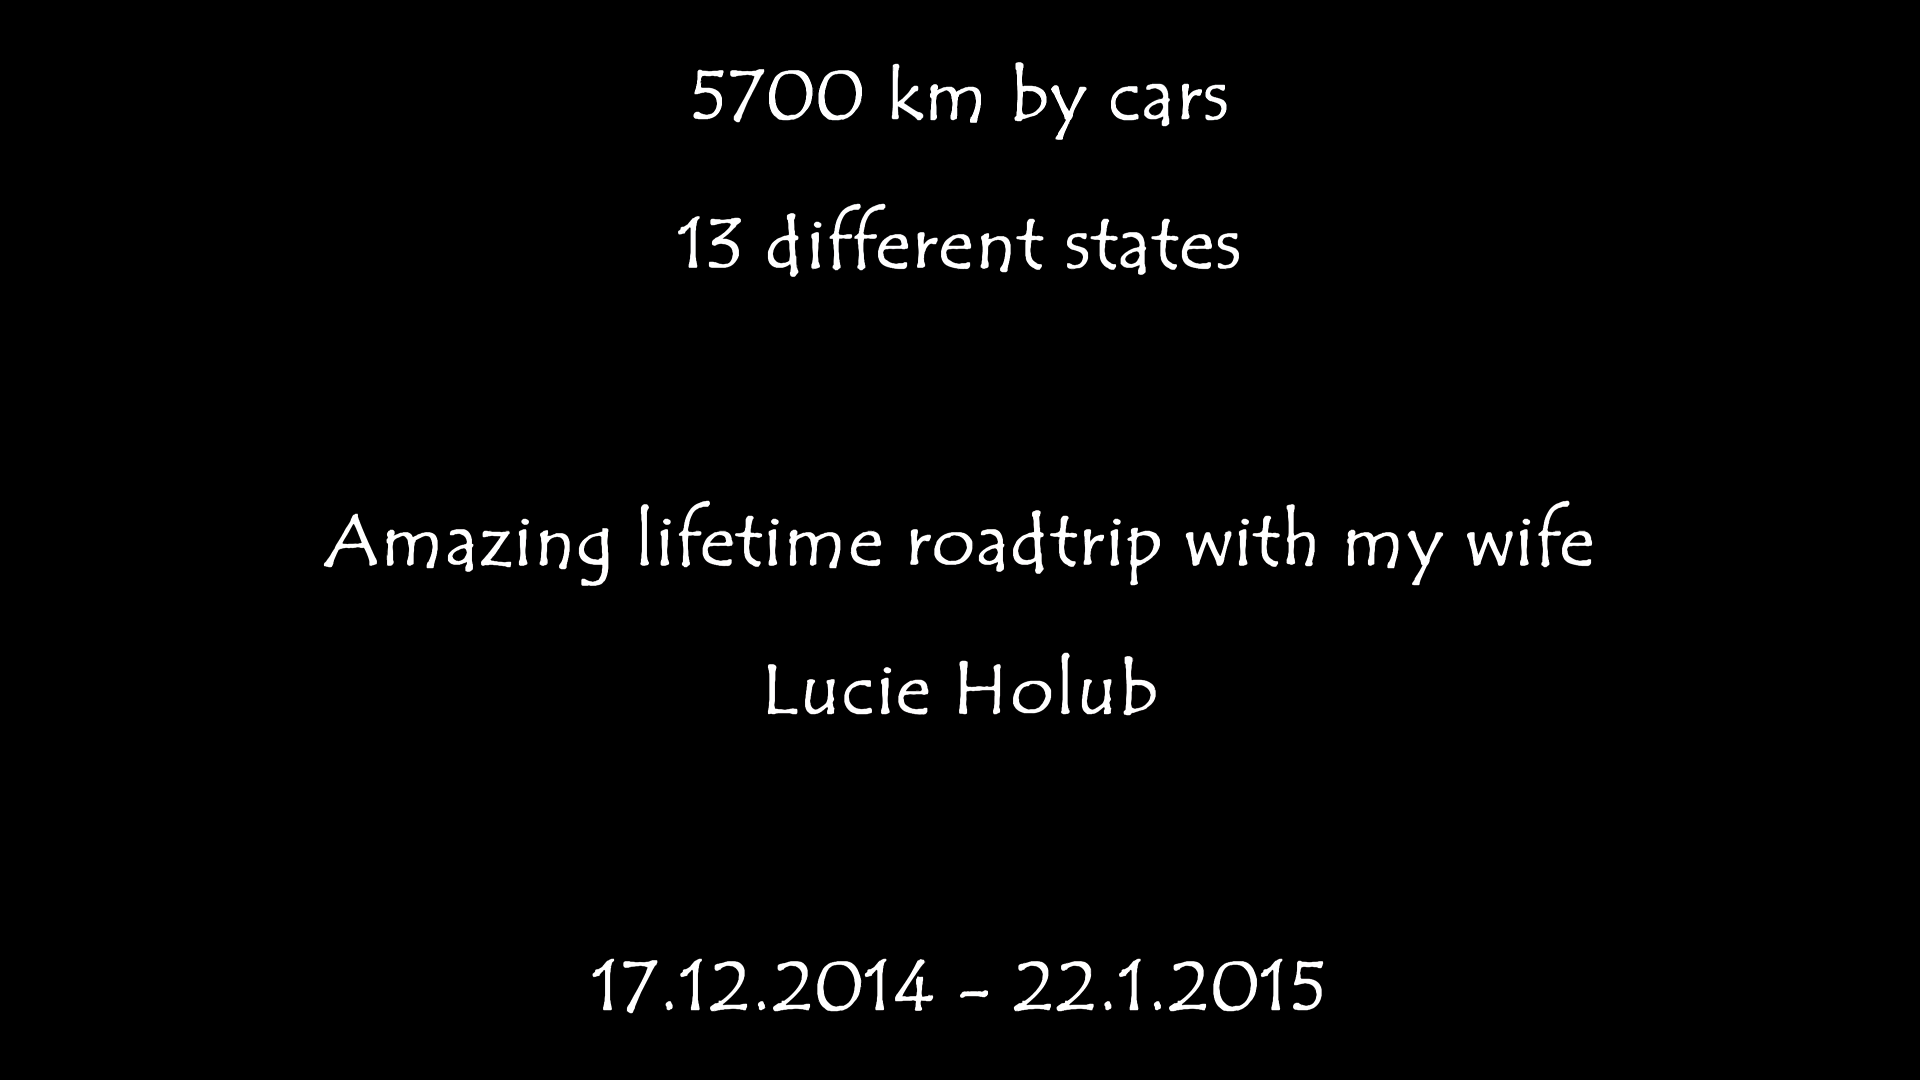 5700 km by cars
13 different states
Amazing lifetime roadtrip with my wife
Lucie Holub
17.12.2014 - 22.1.2015